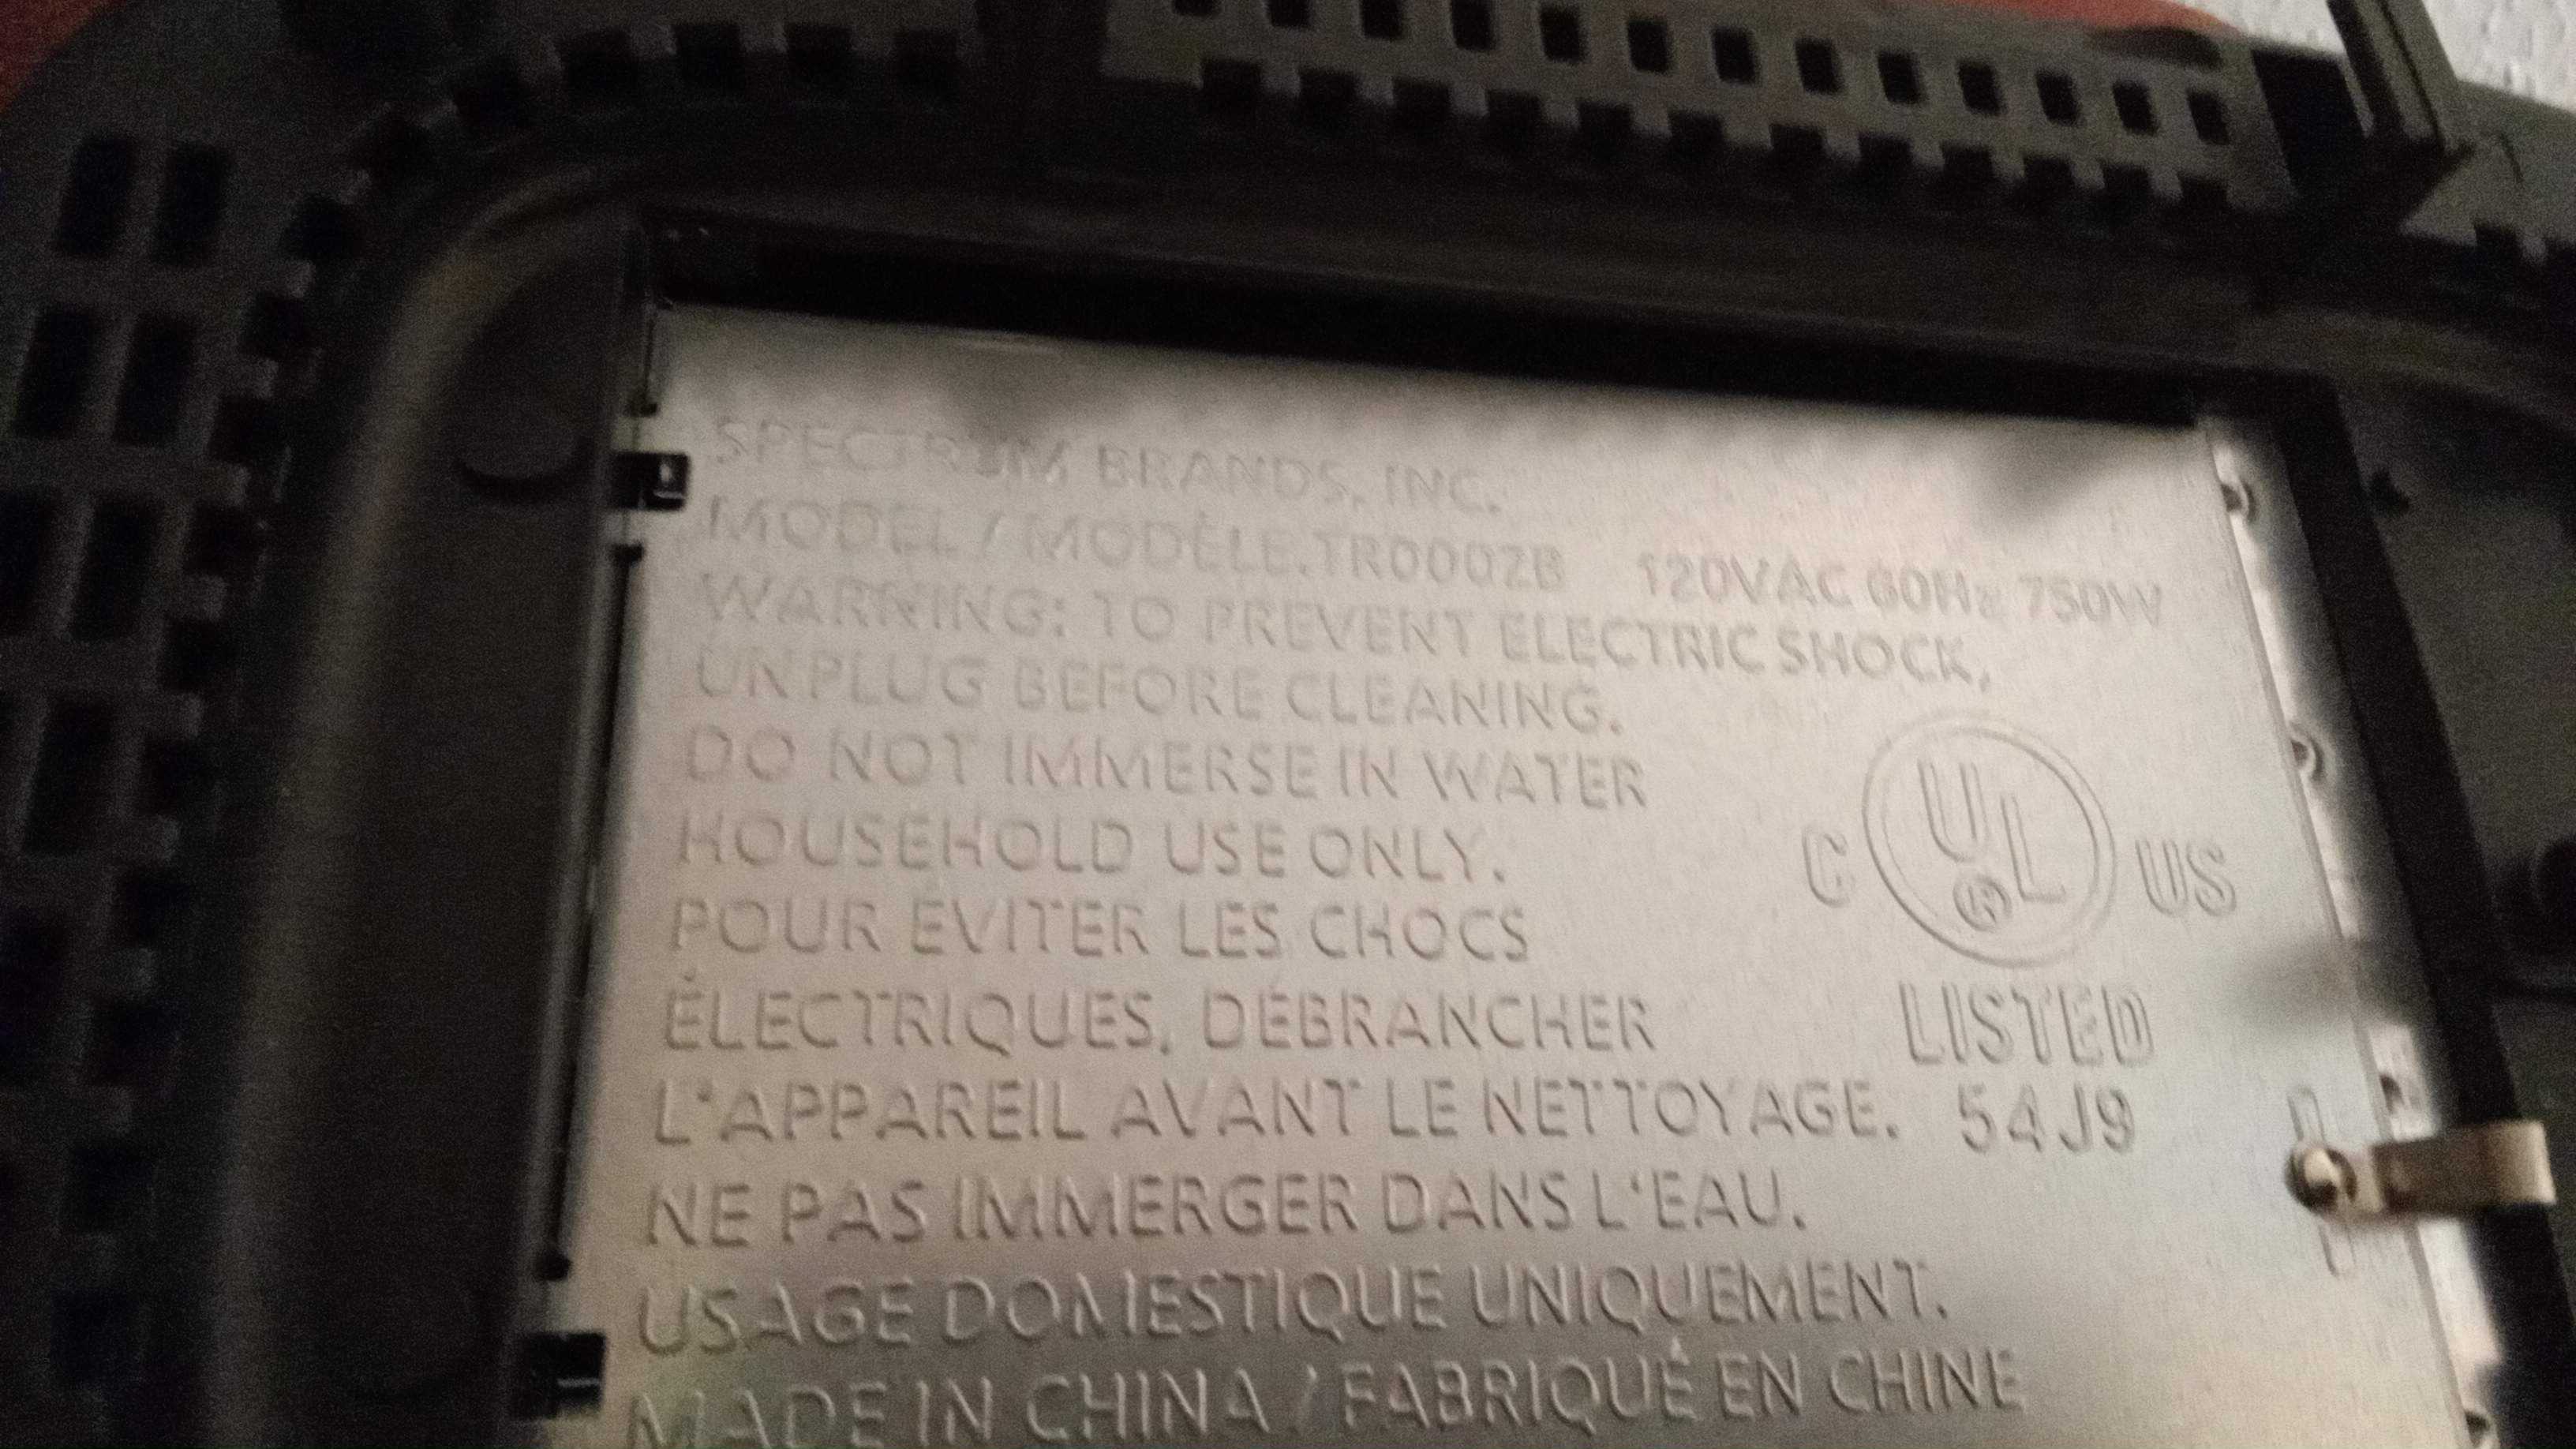 SPECTRUM BRANDS, INC.
MODEL / MODÈLE:TR0002B 120VAC 60Hz 750W
WARNING: TO PREVENT ELECTRIC SHOCK,
UNPLUG BEFORE CLEANING.
DO NOT IMMERSE IN WATER
HOUSEHOLD USE ONLY.
POUR ÉVITER LES CHOCS
ÉLECTRIQUES, DÉBRANCHER
L'APPAREIL AVANT LE NETTOYAGE.
NE PAS IMMERGER DANS L'EAU.
USAGE DOMESTIQUE UNIQUEMENT.
MADE IN CHINA / FABRIQUÉ EN CHINE
C UL ® US
LISTED
54J9